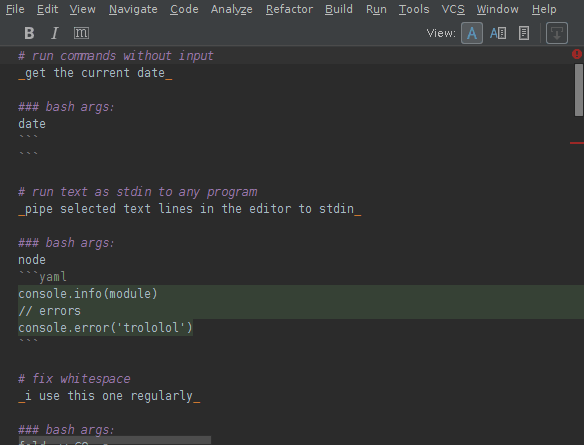 File Edit View Navigate Code Analyze Refactor Build Run Tools VCS Window Help
B I m View: A A
# run commands without input
_get the current date_
### bash args:
date
```
```
# run text as stdin to any program
_pipe selected text lines in the editor to stdin_
### bash args:
node
```yaml
console.info(module)
// errors
console.error('trololol')
```
# fix whitespace
_i use this one regularly_
### bash args: